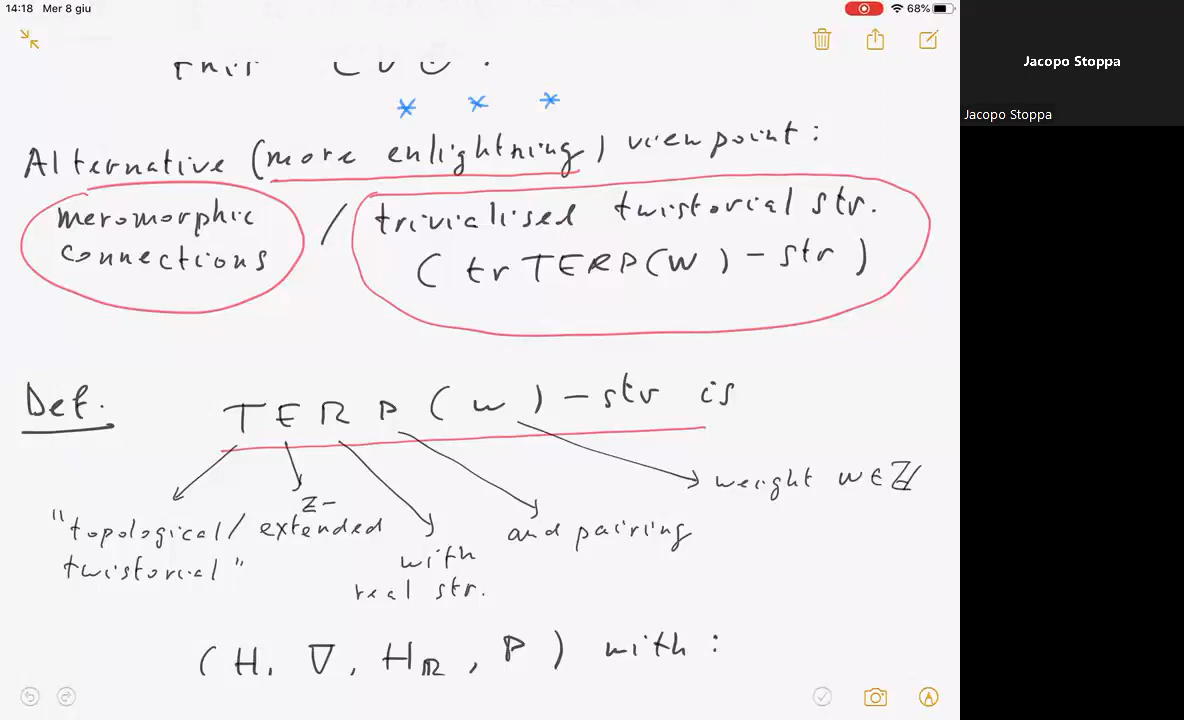 14:18 Mer 8 giu
68%
Jacopo Stoppa
Jacopo Stoppa
* * *
Alternative (more enlightning) viewpoint:
meromorphic connections / trivialised twistorial str.
(trTERP(W)-str)
Def. TERP(w)-str is
weight w∈ℤ
"topological/ twistorial"
z-extended
with real str.
and pairing
(H, ∇, H_ℝ, P) with: